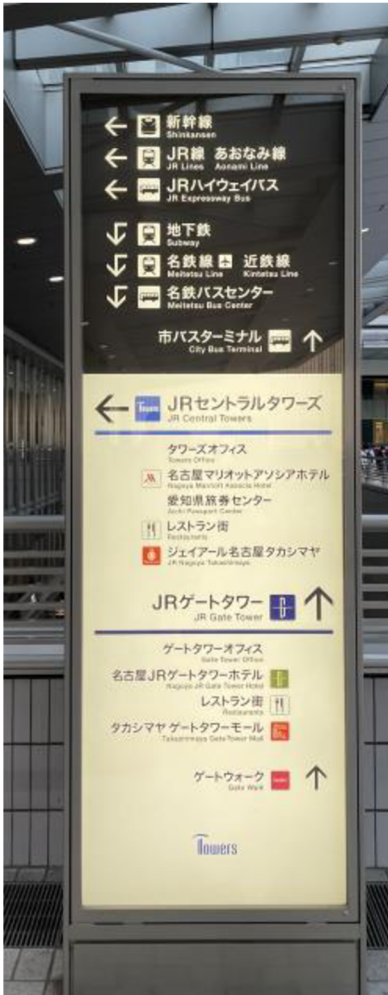 新幹線
Shinkansen
JR線 あおなみ線
JR Lines Aonami Line
JRハイウェイバス
JR Expressway Bus
地下鉄
Subway
名鉄線 近鉄線
Meitetsu Line Kintetsu Line
名鉄バスセンター
Meitetsu Bus Center
市バスターミナル
City Bus Terminal
Towers JRセントラルタワーズ
JR Central Towers
タワーズオフィス
Towers Office
名古屋マリオットアソシアホテル
Nagoya Marriott Associa Hotel
愛知県旅券センター
Aichi Passport Center
レストラン街
Restaurants
ジェイアール名古屋タカシマヤ
JR Nagoya Takashimaya
JRゲートタワー
JR Gate Tower
ゲートタワーオフィス
Gate Tower Office
名古屋JRゲートタワーホテル
Nagoya JR Gate Tower Hotel
レストラン街
Restaurants
タカシマヤ ゲートタワーモール
Takashimaya Gate Tower Mall
ゲートウォーク
Gate Walk
Towers